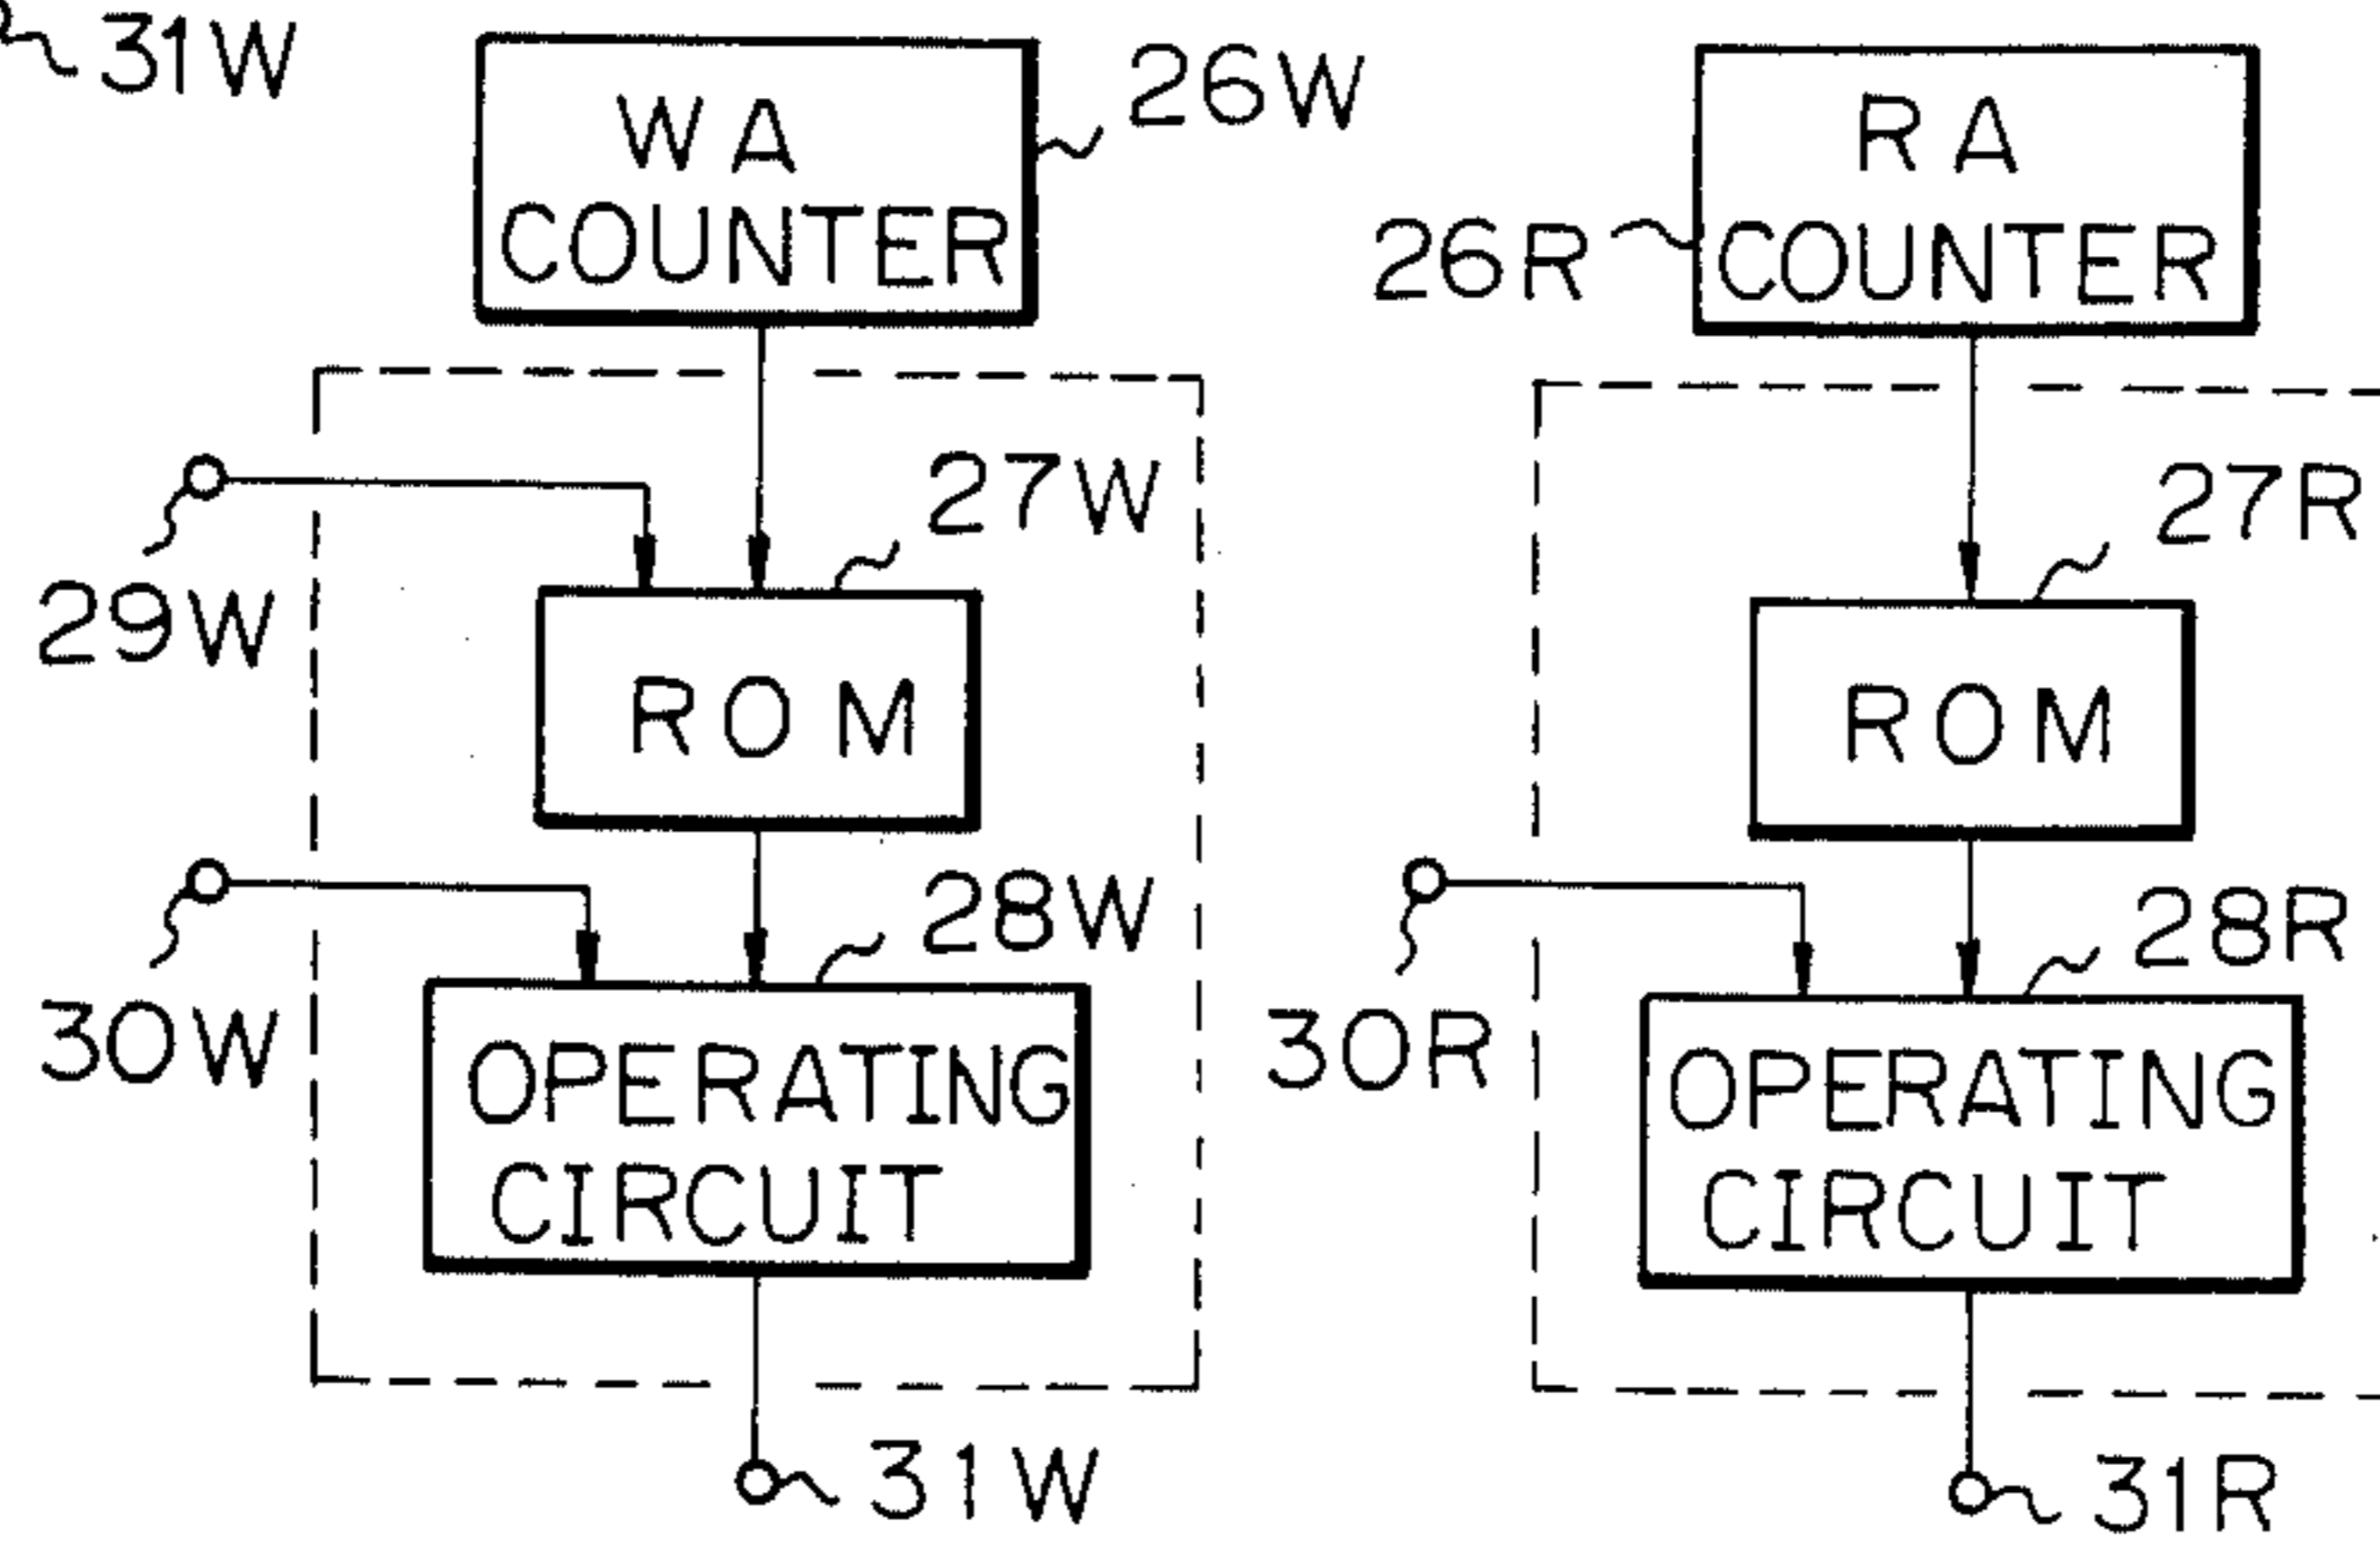 31W
WA
COUNTER
26W
RA
COUNTER
26R
27W
27R
29W
ROM
ROM
28W
28R
30W
30R
OPERATING
CIRCUIT
OPERATING
CIRCUIT
31W
31R